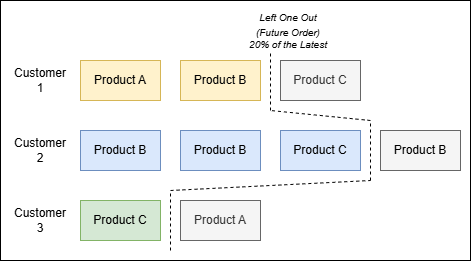 Left One Out
(Future Order)
20% of the Latest
Customer
1
Product A
Product B
Product C
Customer
2
Product B
Product B
Product C
Product B
Customer
3
Product C
Product A